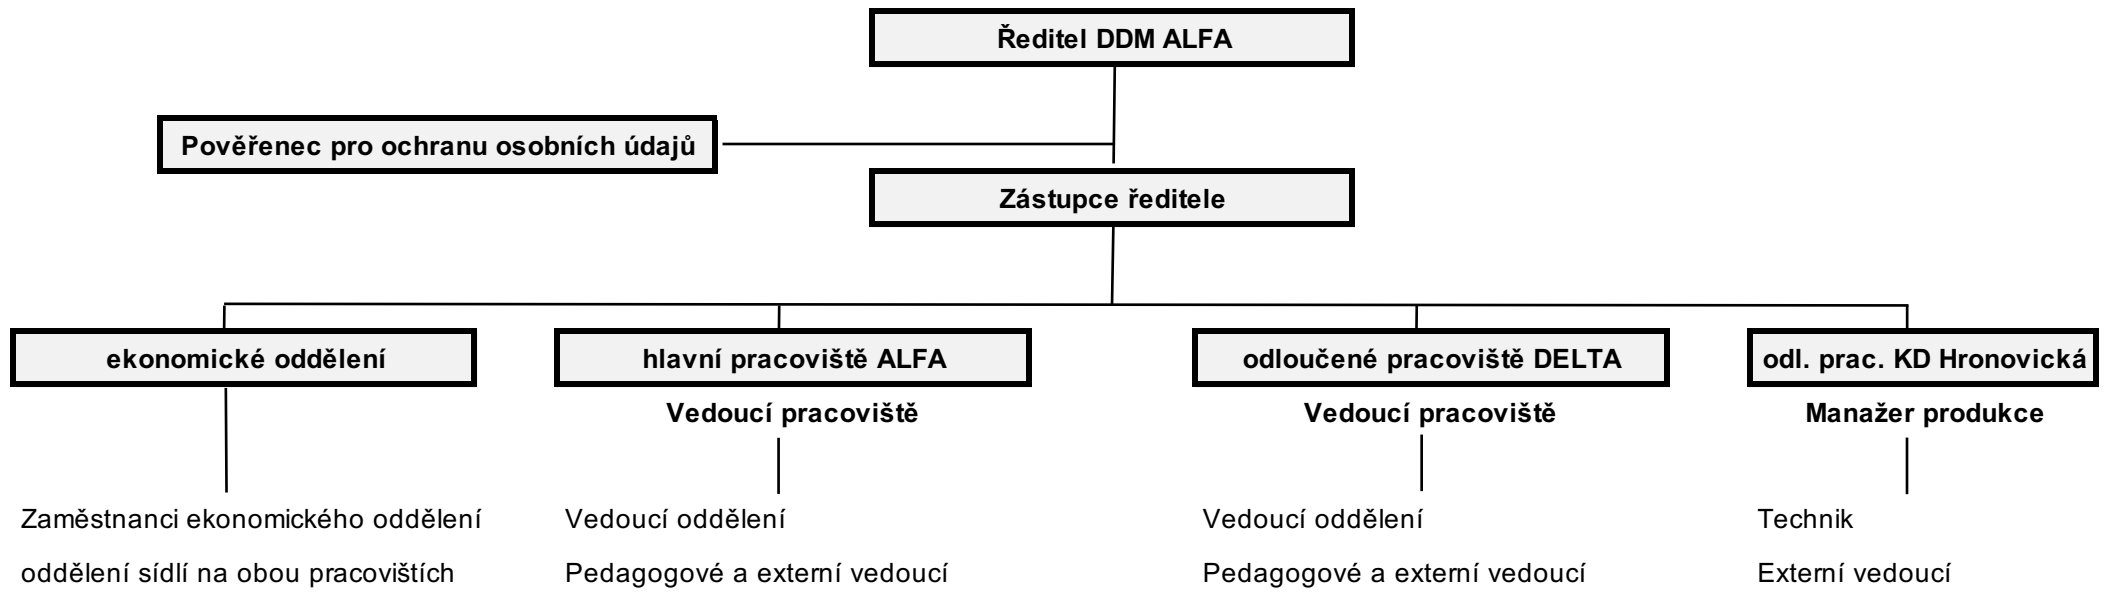 Ředitel DDM ALFA
Pověřenec pro ochranu osobních údajů
Zástupce ředitele
ekonomické oddělení
hlavní pracoviště ALFA
odloučené pracoviště DELTA
odl. prac. KD Hronovická
Vedoucí pracoviště
Vedoucí pracoviště
Manažer produkce
Zaměstnanci ekonomického oddělení
oddělení sídlí na obou pracovištích
Vedoucí oddělení
Pedagogové a externí vedoucí
Vedoucí oddělení
Pedagogové a externí vedoucí
Technik
Externí vedoucí